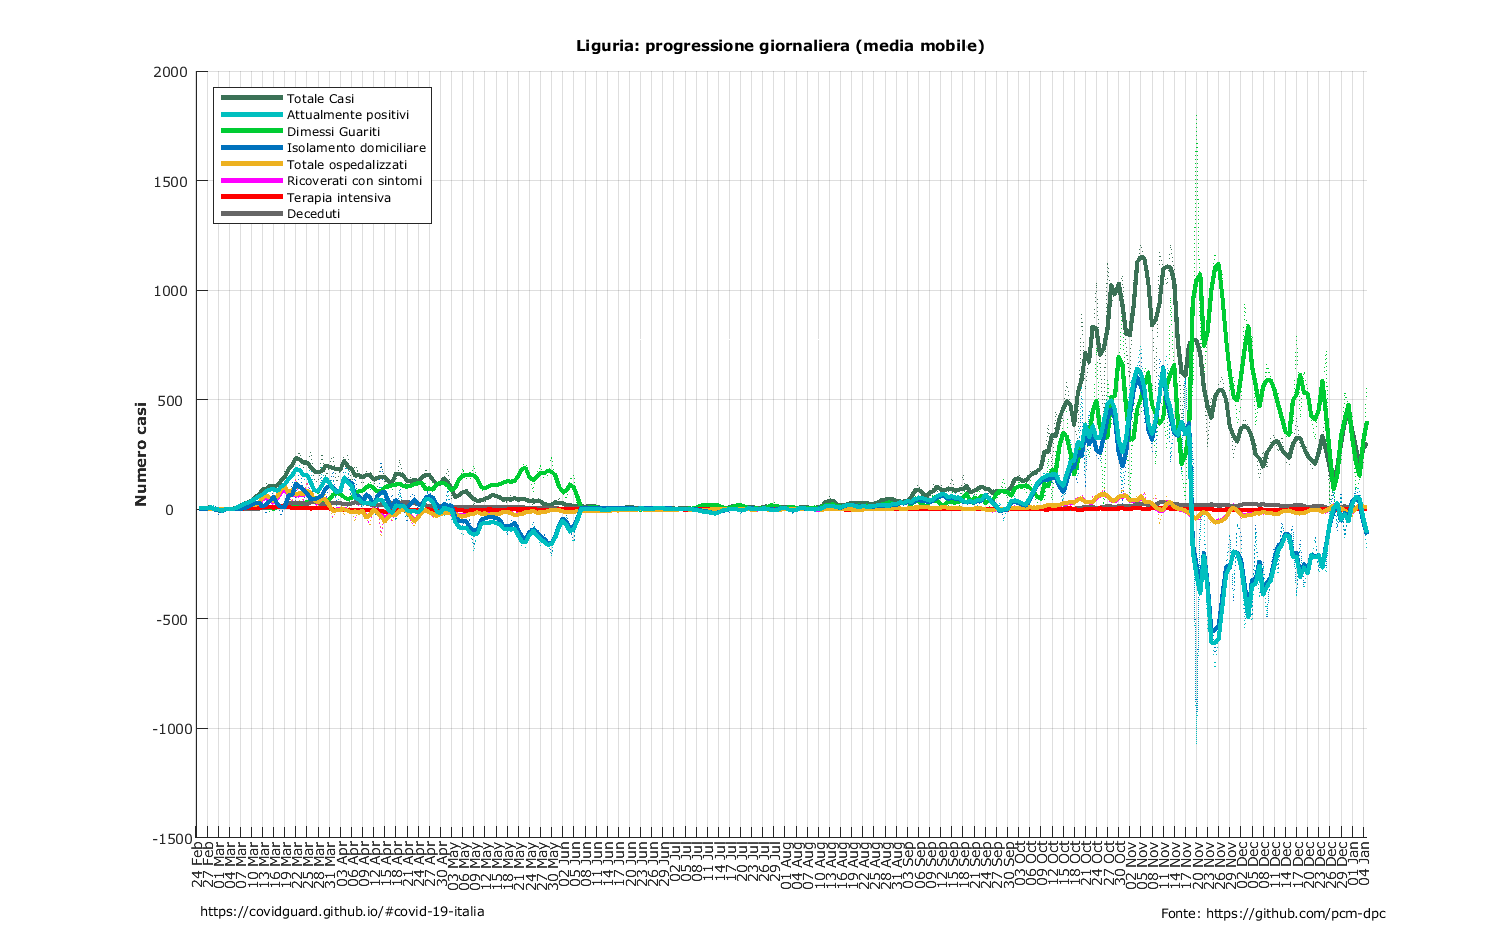 Liguria: progressione giornaliera (media mobile)
Numero casi
2000
1500
1000
500
0
-500
-1000
-1500
Totale Casi
Attualmente positivi
Dimessi Guariti
Isolamento domiciliare
Totale ospedalizzati
Ricoverati con sintomi
Terapia intensiva
Deceduti
24 Feb
27 Feb
01 Mar
04 Mar
07 Mar
10 Mar
13 Mar
16 Mar
19 Mar
22 Mar
25 Mar
28 Mar
31 Mar
03 Apr
06 Apr
09 Apr
12 Apr
15 Apr
18 Apr
21 Apr
24 Apr
27 Apr
30 Apr
03 May
06 May
09 May
12 May
15 May
18 May
21 May
24 May
27 May
30 May
02 Jun
05 Jun
08 Jun
11 Jun
14 Jun
17 Jun
20 Jun
23 Jun
26 Jun
29 Jun
02 Jul
05 Jul
08 Jul
11 Jul
14 Jul
17 Jul
20 Jul
23 Jul
26 Jul
29 Jul
01 Aug
04 Aug
07 Aug
10 Aug
13 Aug
16 Aug
19 Aug
22 Aug
25 Aug
28 Aug
31 Aug
03 Sep
06 Sep
09 Sep
12 Sep
15 Sep
18 Sep
21 Sep
24 Sep
27 Sep
30 Sep
03 Oct
06 Oct
09 Oct
12 Oct
15 Oct
18 Oct
21 Oct
24 Oct
27 Oct
30 Oct
02 Nov
05 Nov
08 Nov
11 Nov
14 Nov
17 Nov
20 Nov
23 Nov
26 Nov
29 Nov
02 Dec
05 Dec
08 Dec
11 Dec
14 Dec
17 Dec
20 Dec
23 Dec
26 Dec
29 Dec
01 Jan
04 Jan
https://covidguard.github.io/#covid-19-italia
Fonte: https://github.com/pcm-dpc